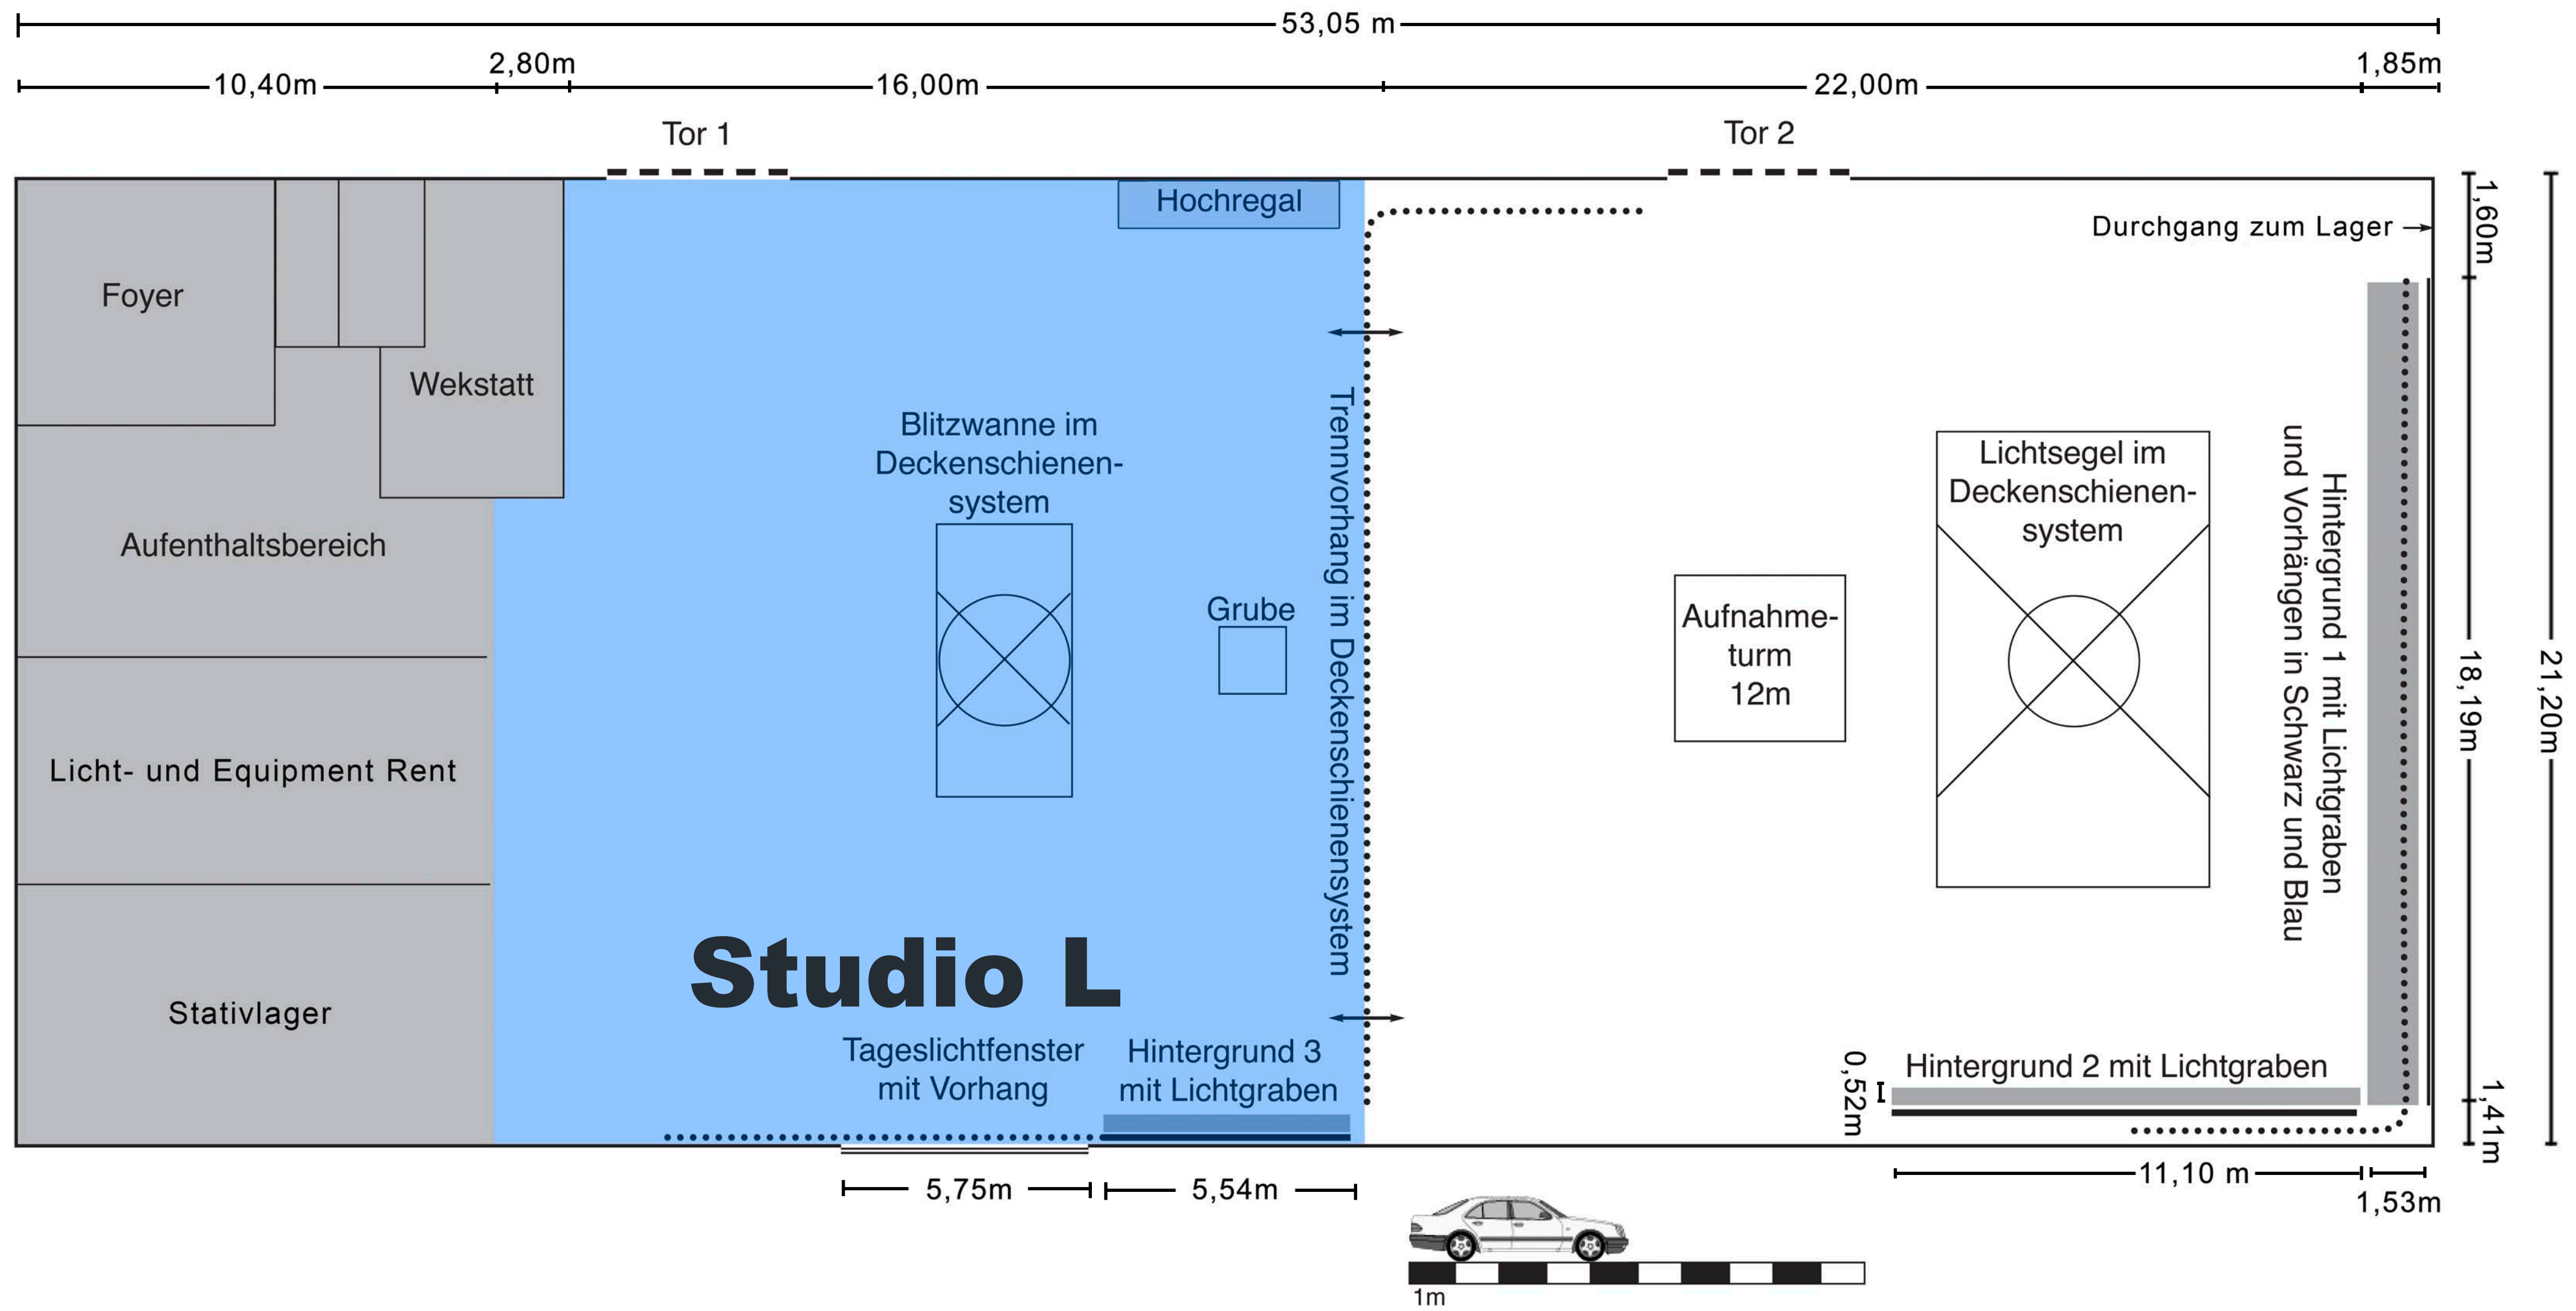 53,05 m
2,80m
1,85m
10,40m
16,00m
22,00m
Tor 1
Tor 2
Hochregal
Durchgang zum Lager
1,60m
Foyer
Wekstatt
Blitzwanne im
Deckenschienen-
system
Trennvorhang im Deckenschienensystem
Lichtsegel im
Deckenschienen-
system
Hintergrund 1 mit Lichtgraben
und Vorhängen in Schwarz und Blau
Aufenthaltsbereich
Grube
Aufnahme-
turm
12m
18,19m
21,20m
Licht- und Equipment Rent
Studio L
Stativlager
Tageslichtfenster
mit Vorhang
Hintergrund 3
mit Lichtgraben
0,52m
Hintergrund 2 mit Lichtgraben
1,41m
5,75m
5,54m
11,10 m
1,53m
1m